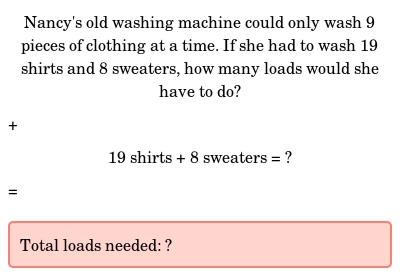 Nancy's old washing machine could only wash 9
pieces of clothing at a time. If she had to wash 19
shirts and 8 sweaters, how many loads would she
have to do?
+
19 shirts + 8 sweaters = ?
=
Total loads needed: ?